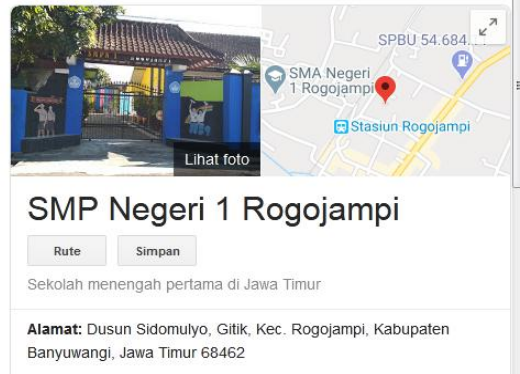 SPBU 54.684.
SMA Negeri
1 Rogojampi
Stasiun Rogojampi
Lihat foto
SMP Negeri 1 Rogojampi
Rute
Simpan
Sekolah menengah pertama di Jawa Timur
Alamat: Dusun Sidomulyo, Gitik, Kec. Rogojampi, Kabupaten
Banyuwangi, Jawa Timur 68462